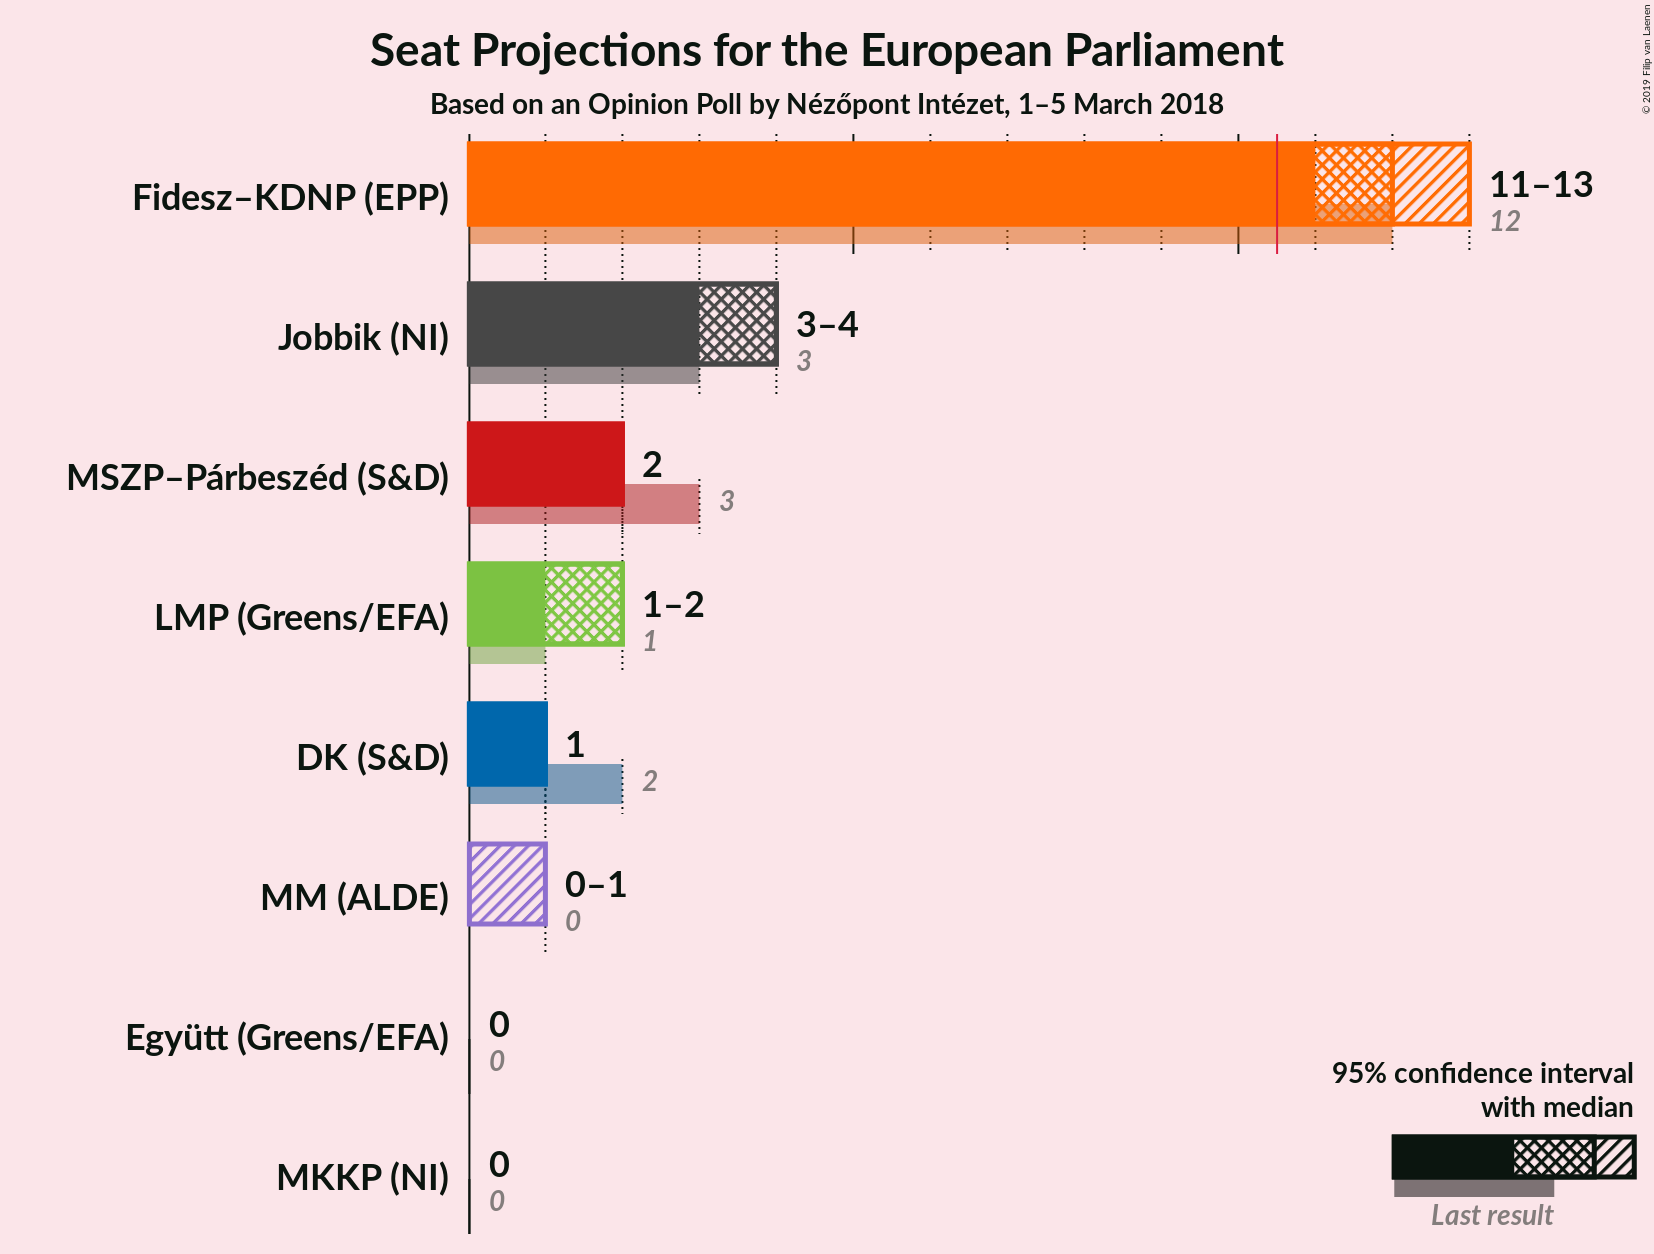 Seat Projections for the European Parliament
Based on an Opinion Poll by Nézőpont Intézet, 1–5 March 2018
© 2019 Filip van Laenen
Fidesz–KDNP (EPP)
11–13
12
Jobbik (NI)
3–4
3
MSZP–Párbeszéd (S&D)
2
3
LMP (Greens/EFA)
1–2
1
DK (S&D)
1
2
MM (ALDE)
0–1
0
Együtt (Greens/EFA)
0
0
MKKP (NI)
0
0
95% confidence interval
with median
Last result